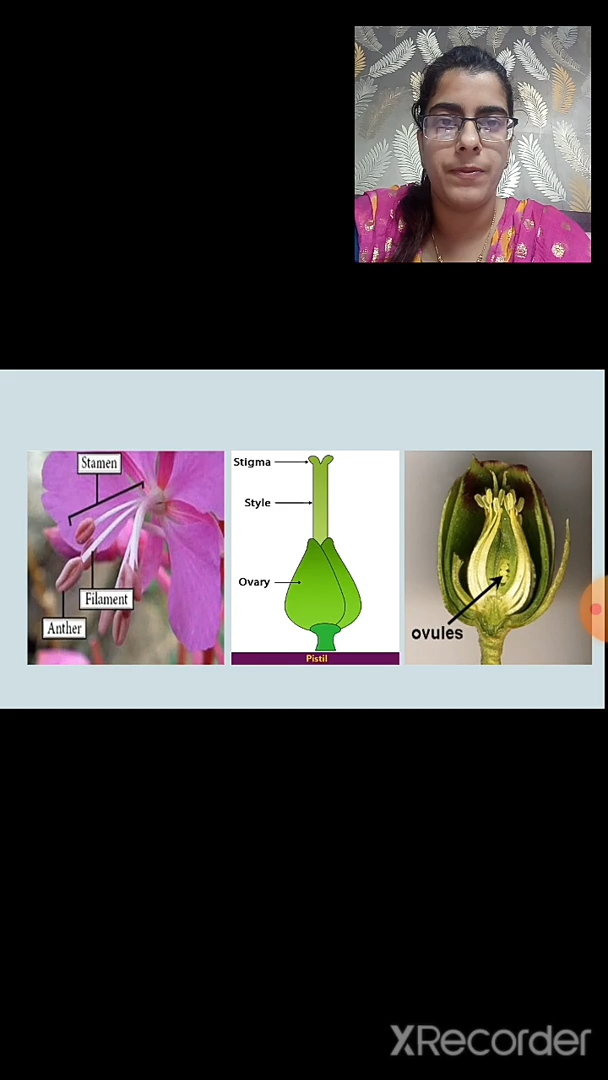 Stamen
Filament
Anther
Stigma
Style
Ovary
Pistil
ovules
XRecorder